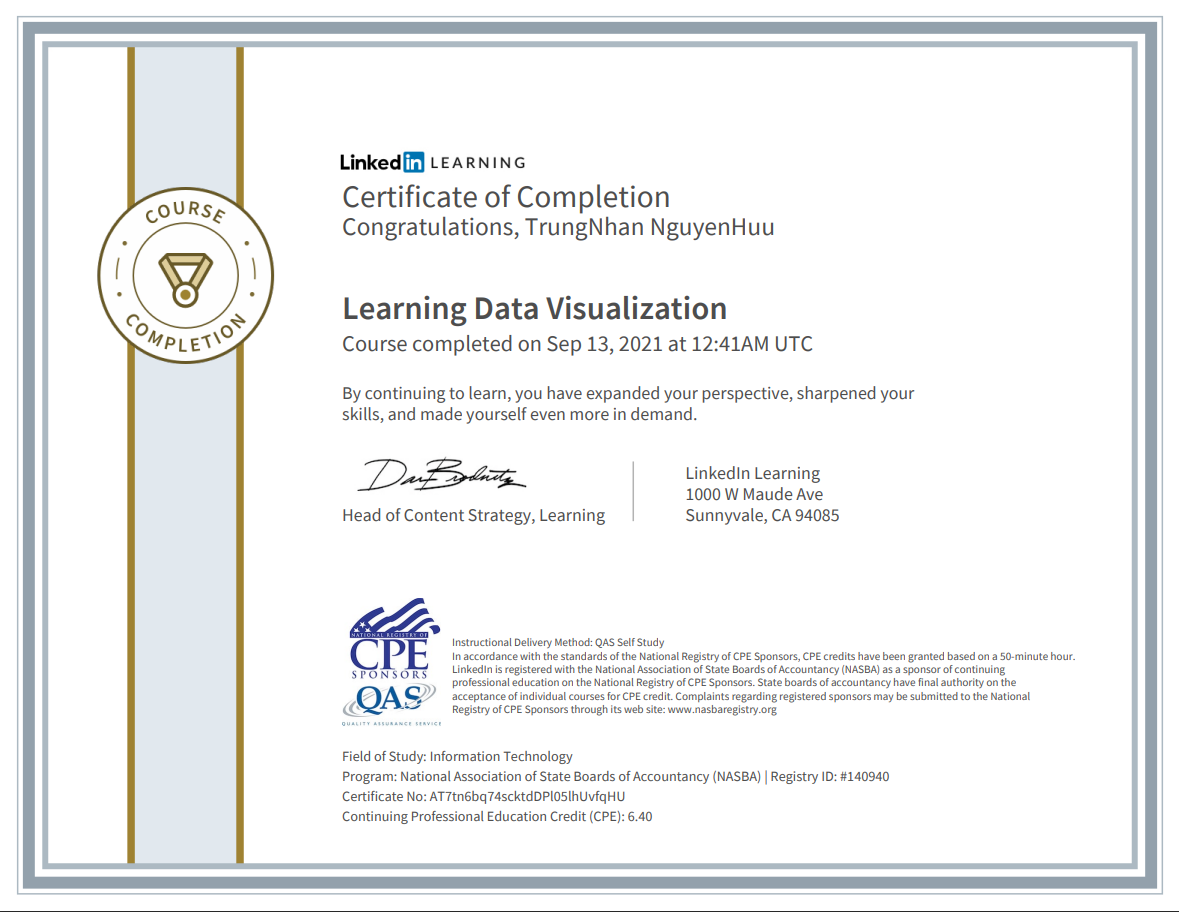 COURSE
COMPLETION
LinkedIn LEARNING
Certificate of Completion
Congratulations, TrungNhan NguyenHuu
Learning Data Visualization
Course completed on Sep 13, 2021 at 12:41AM UTC
By continuing to learn, you have expanded your perspective, sharpened your
skills, and made yourself even more in demand.
Head of Content Strategy, Learning
LinkedIn Learning
1000 W Maude Ave
Sunnyvale, CA 94085
NATIONAL REGISTRY OF
CPE
SPONSORS
QAS
QUALITY ASSURANCE SERVICE
Instructional Delivery Method: QAS Self Study
In accordance with the standards of the National Registry of CPE Sponsors, CPE credits have been granted based on a 50-minute hour.
LinkedIn is registered with the National Association of State Boards of Accountancy (NASBA) as a sponsor of continuing
professional education on the National Registry of CPE Sponsors. State boards of accountancy have final authority on the
acceptance of individual courses for CPE credit. Complaints regarding registered sponsors may be submitted to the National
Registry of CPE Sponsors through its web site: www.nasbaregistry.org
Field of Study: Information Technology
Program: National Association of State Boards of Accountancy (NASBA) | Registry ID: #140940
Certificate No: AT7tn6bq74scktdDPl05lhUvfqHU
Continuing Professional Education Credit (CPE): 6.40